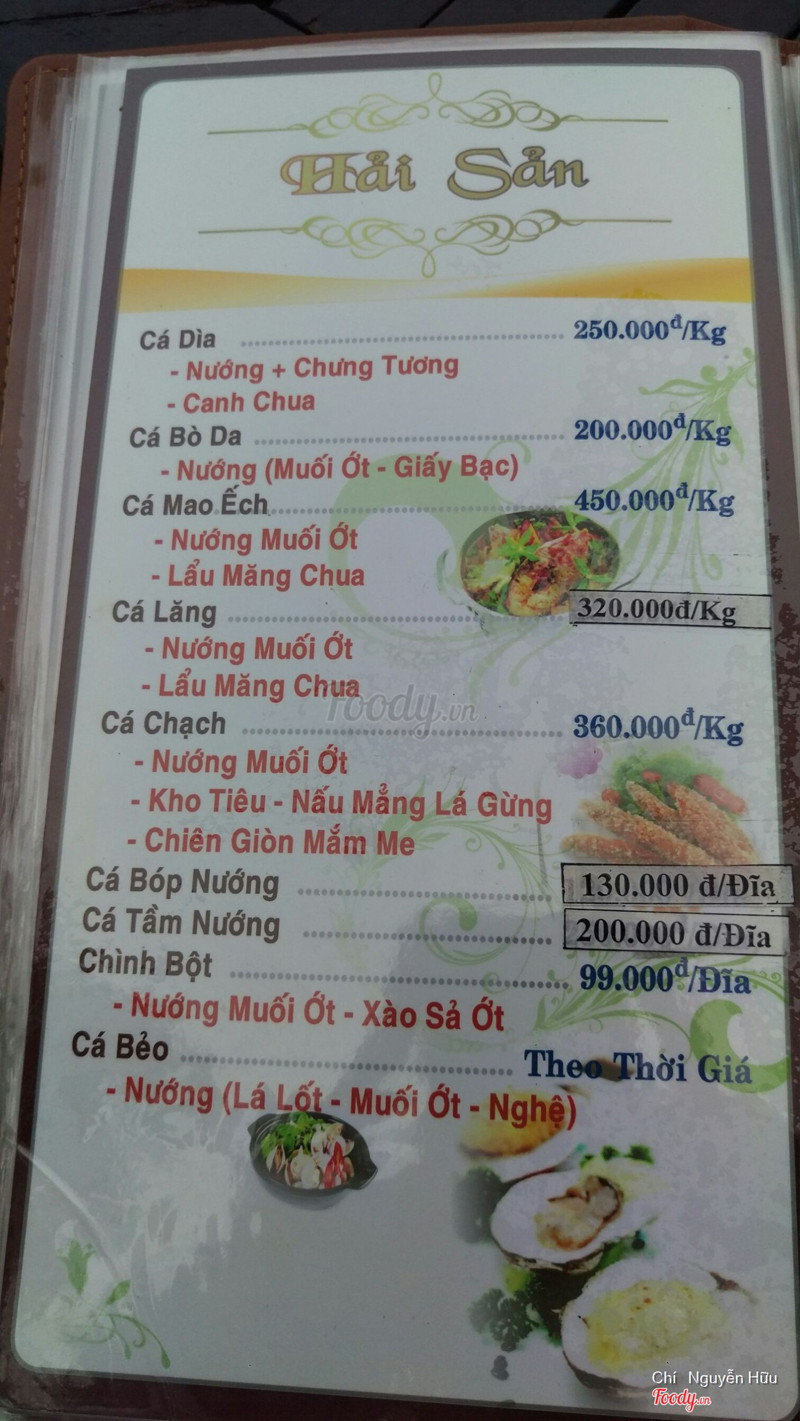 Hải Sản
Cá Dìa ........ 250.000đ/Kg
- Nướng + Chưng Tương
- Canh Chua
Cá Bò Da ........ 200.000đ/Kg
- Nướng (Muối Ớt - Giấy Bạc)
Cá Mao Ếch ........ 450.000đ/Kg
- Nướng Muối Ớt
- Lẩu Măng Chua
Cá Lăng ........ 320.000đ/Kg
- Nướng Muối Ớt
- Lẩu Măng Chua
foody.vn
Cá Chạch ........ 360.000đ/Kg
- Nướng Muối Ớt
- Kho Tiêu - Nấu Mẳng Lá Gừng
- Chiên Giòn Mắm Me
Cá Bóp Nướng ........ 130.000 đ/Đĩa
Cá Tầm Nướng ........ 200.000 đ/Đĩa
Chình Bột ........ 99.000đ/Đĩa
- Nướng Muối Ớt - Xào Sả Ớt
Cá Bẻo ........ Theo Thời Giá
- Nướng (Lá Lốt - Muối Ớt - Nghệ)
Chí Nguyễn Hữu
Foody.vn